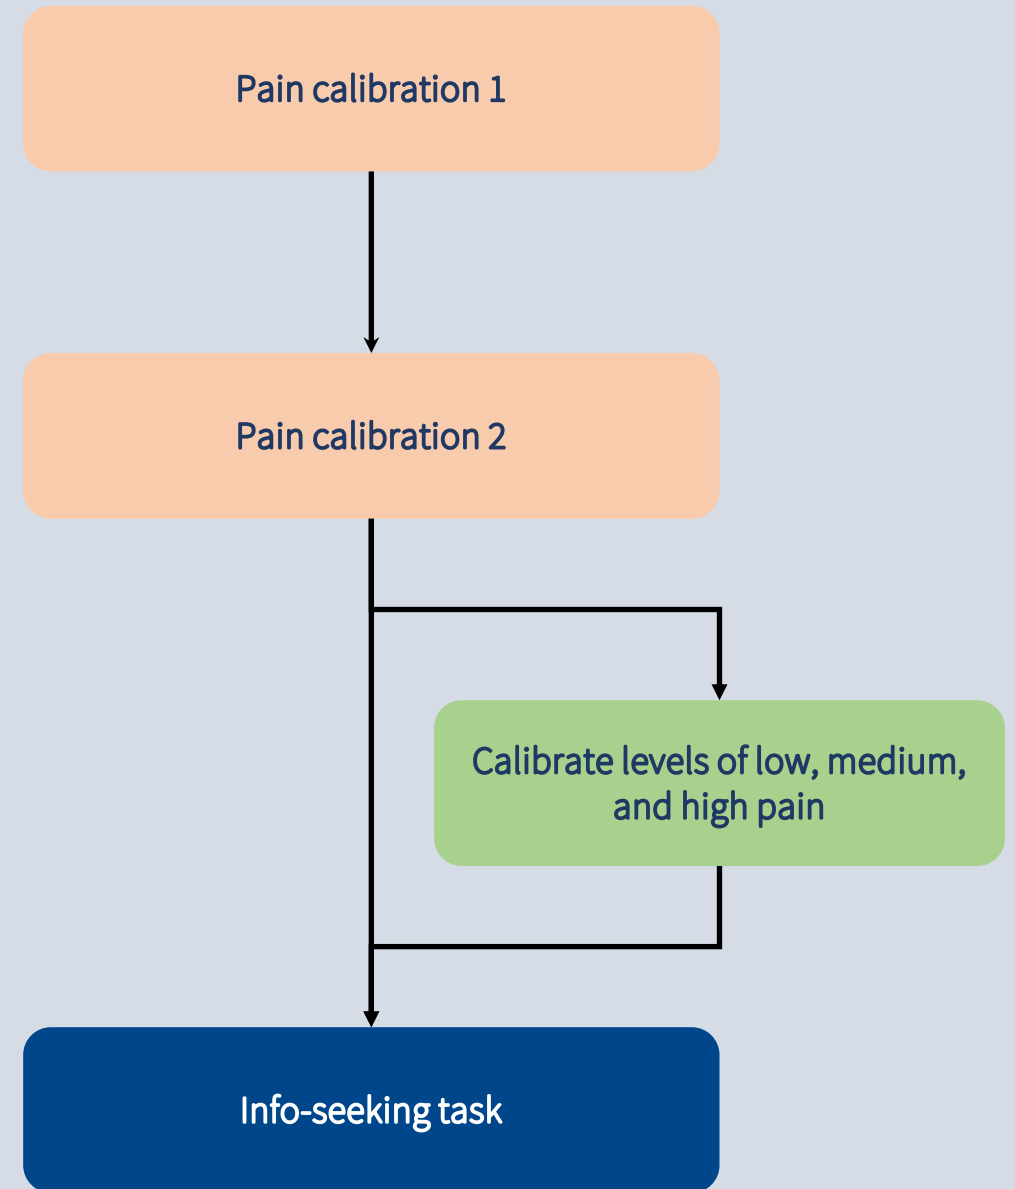 Pain calibration 1
Pain calibration 2
Calibrate levels of low, medium,
and high pain
Info-seeking task